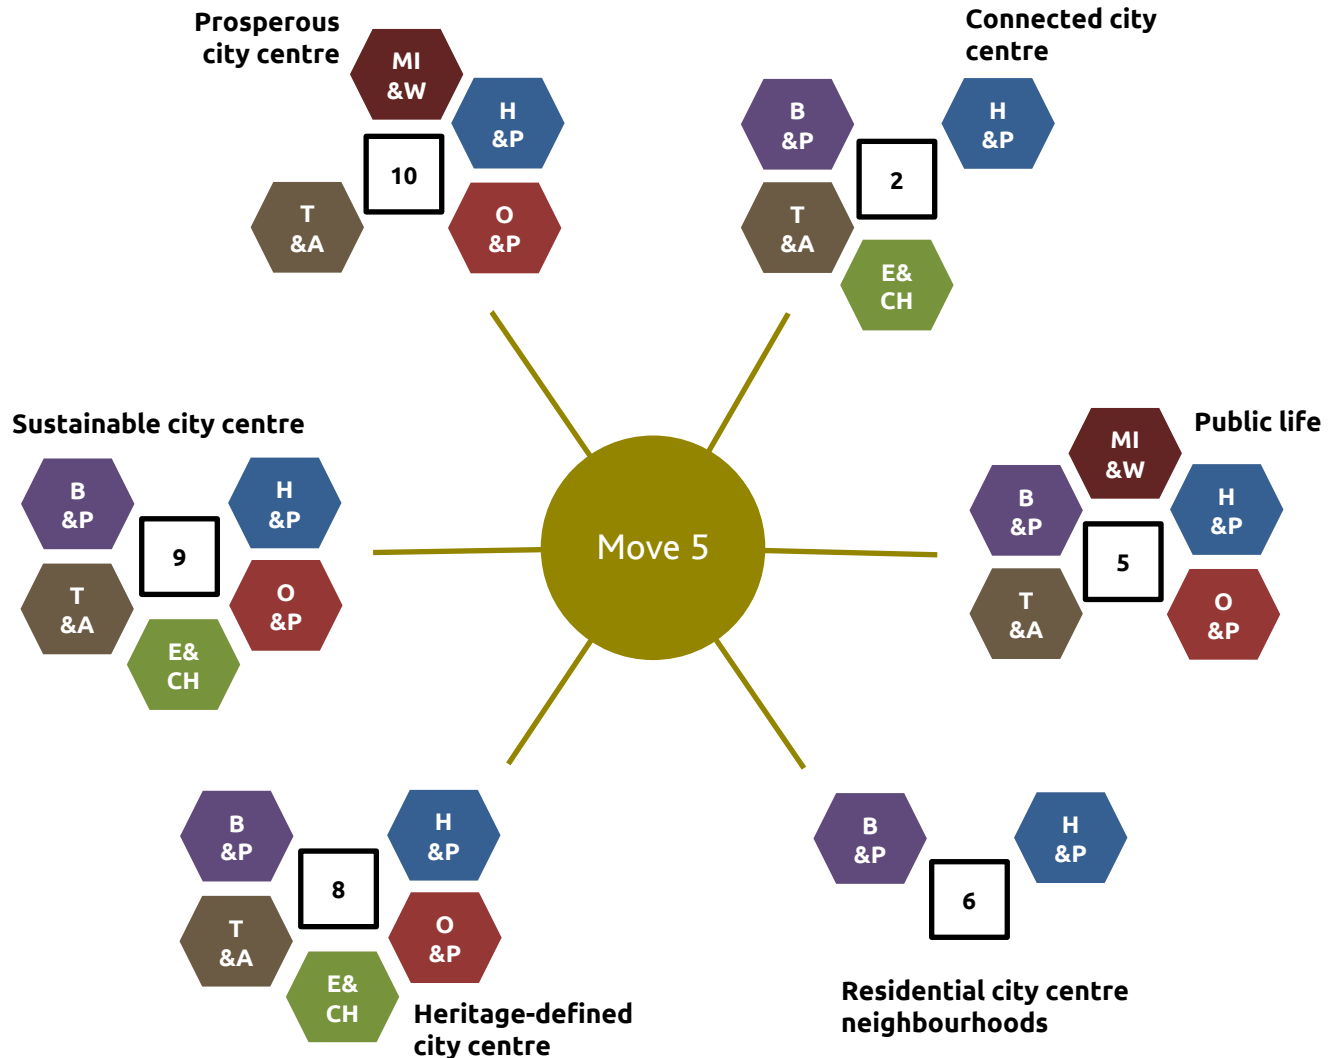 Prosperous
city centre
MI
&W
H
&P
10
T
&A
O
&P
Connected city
centre
B
&P
H
&P
2
T
&A
E&
CH
Sustainable city centre
B
&P
H
&P
9
T
&A
O
&P
E&
CH
Move 5
Public life
MI
&W
B
&P
H
&P
5
T
&A
O
&P
B
&P
H
&P
8
T
&A
O
&P
E&
CH
Heritage-defined
city centre
B
&P
H
&P
6
Residential city centre
neighbourhoods